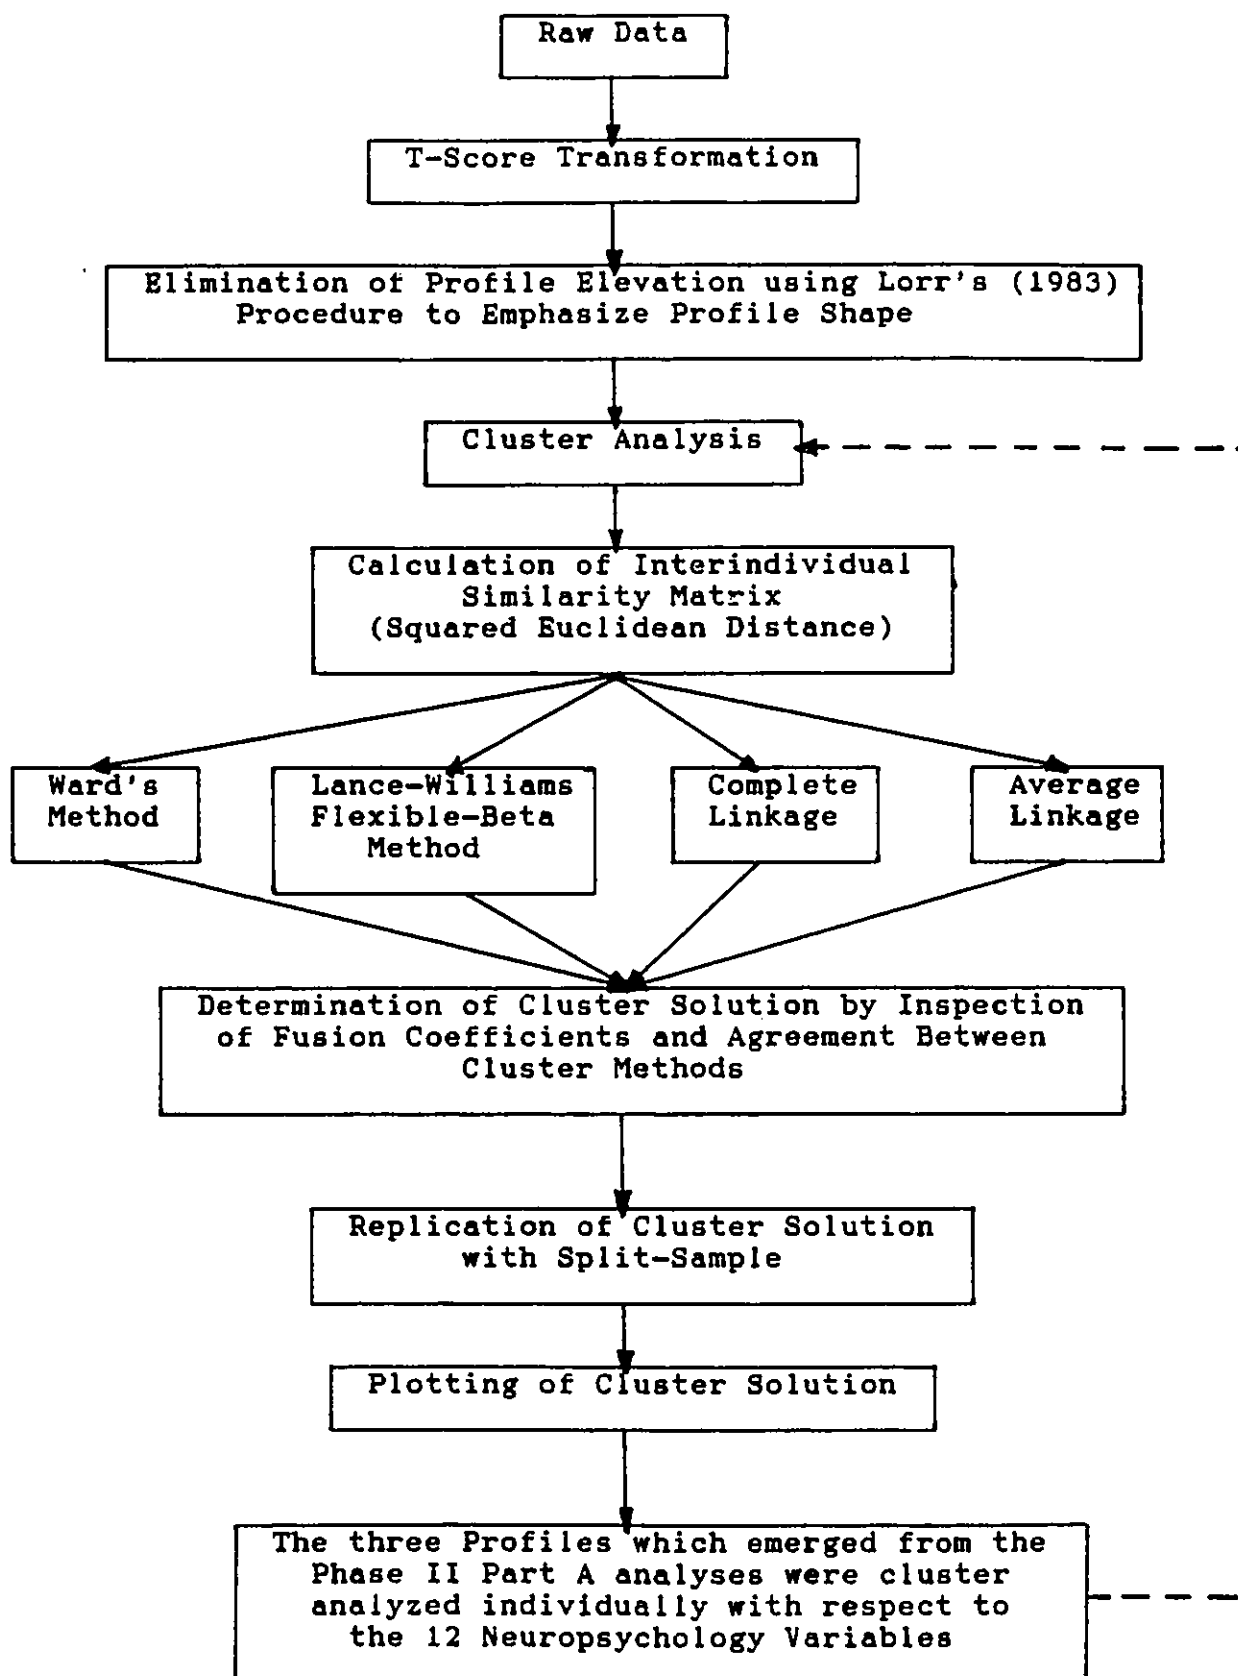 Raw Data
T-Score Transformation
Elimination of Profile Elevation using Lorr's (1983)
Procedure to Emphasize Profile Shape
Cluster Analysis
Calculation of Interindividual
Similarity Matrix
(Squared Euclidean Distance)
Ward's
Method
Lance-Williams
Flexible-Beta
Method
Complete
Linkage
Average
Linkage
Determination of Cluster Solution by Inspection
of Fusion Coefficients and Agreement Between
Cluster Methods
Replication of Cluster Solution
with Split-Sample
Plotting of Cluster Solution
The three Profiles which emerged from the
Phase II Part A analyses were cluster
analyzed individually with respect to
the 12 Neuropsychology Variables